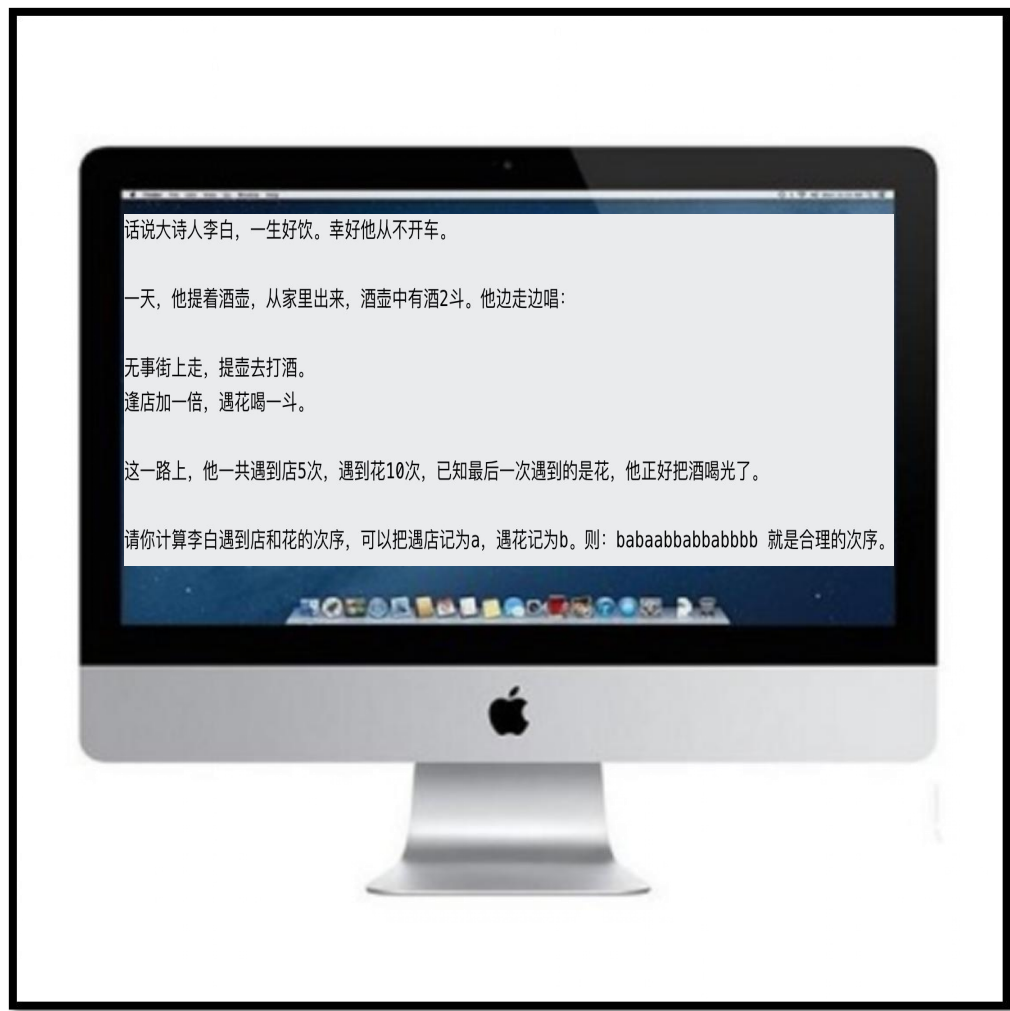 话说大诗人李白，一生好饮。幸好他从不开车。
一天，他提着酒壶，从家里出来，酒壶中有酒2斗。他边走边唱：
无事街上走，提壶去打酒。
逢店加一倍，遇花喝一斗。
这一路上，他一共遇到店5次，遇到花10次，已知最后一次遇到的是花，他正好把酒喝光了。
请你计算李白遇到店和花的次序，可以把遇店记为a，遇花记为b。则：babaabbabbabbbb 就是合理的次序。